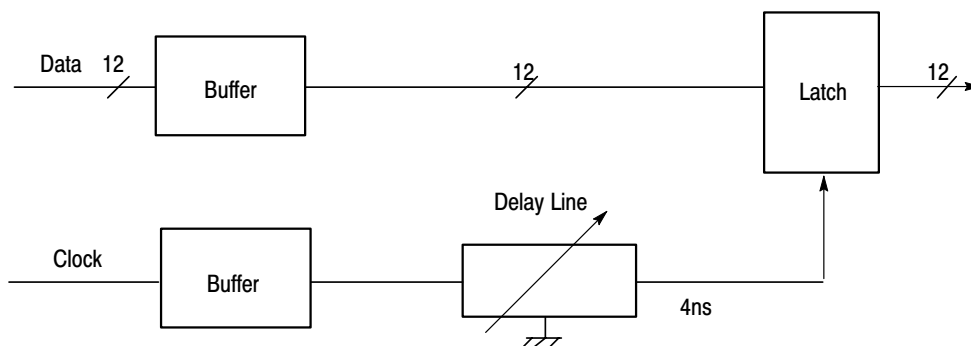 Data 12
Buffer
12
Latch
12
Delay Line
Clock
Buffer
4ns